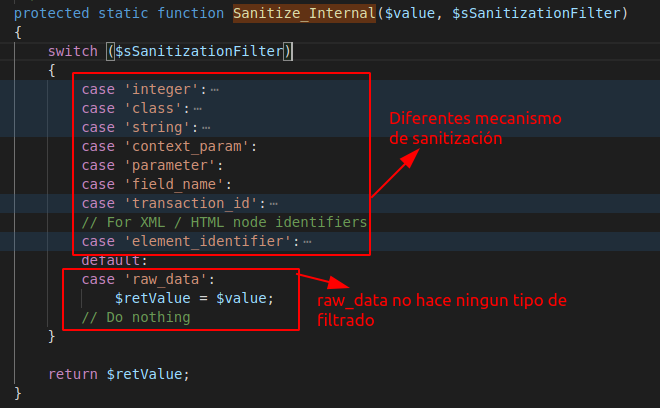 protected static function Sanitize_Internal($value, $sSanitizationFilter)
{
switch ($sSanitizationFilter)
{
case 'integer':…
case 'class':…
case 'string':…
case 'context_param':
case 'parameter':
case 'field_name':
case 'transaction_id':…
// For XML / HTML node identifiers
case 'element_identifier':…
default:
case 'raw_data':
$retValue = $value;
// Do nothing
}
return $retValue;
}
Diferentes mecanismo
de sanitización
raw_data no hace ningun tipo de
filtrado